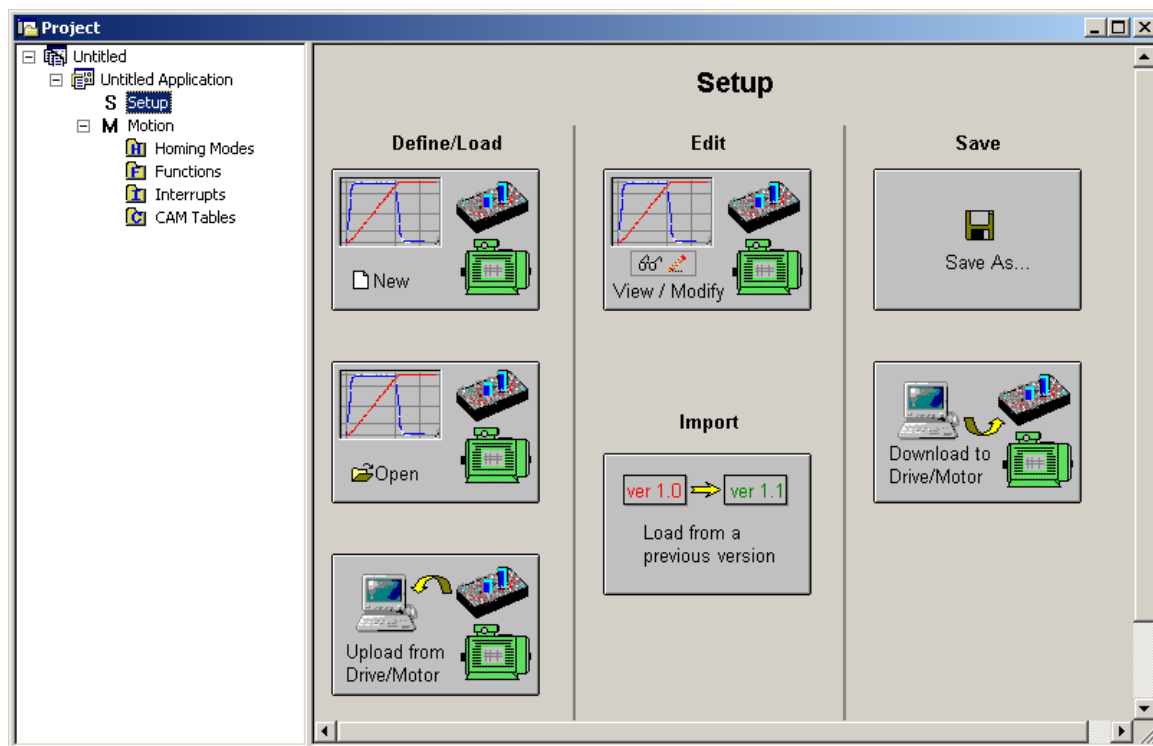 Project
Untitled
Untitled Application
S Setup
M Motion
H Homing Modes
F Functions
I Interrupts
C CAM Tables
Setup
Define/Load
New
Open
Upload from
Drive/Motor
Edit
View / Modify
Import
ver 1.0 ver 1.1
Load from a
previous version
Save
Save As...
Download to
Drive/Motor